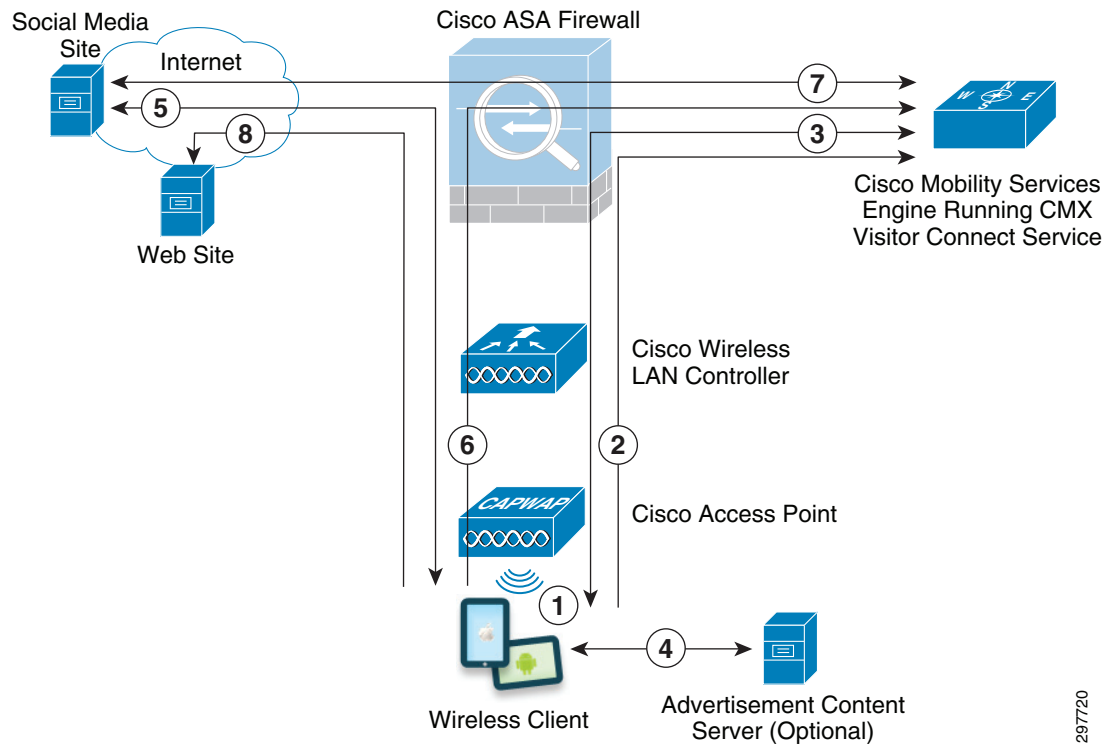 Social Media
Site
Internet
Cisco ASA Firewall
7
5
3
8
N
W
E
S
Web Site
Cisco Mobility Services
Engine Running CMX
Visitor Connect Service
Cisco Wireless
LAN Controller
6
2
CAPWAP
Cisco Access Point
1
4
Wireless Client
Advertisement Content
Server (Optional)
297720